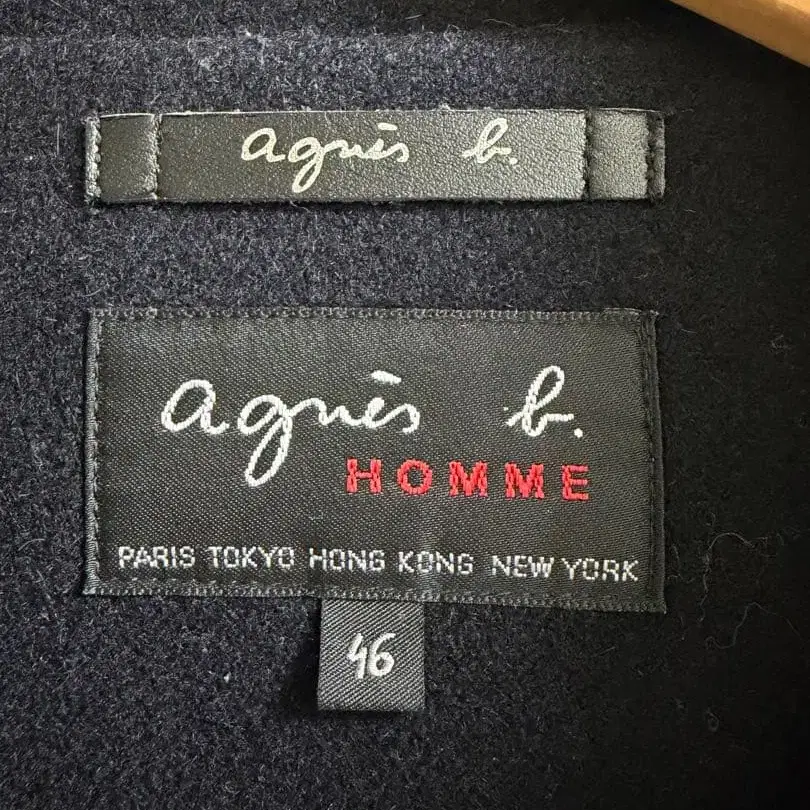 agnès b.
agnès b.
HOMME
PARIS TOKYO HONG KONG NEW YORK
46